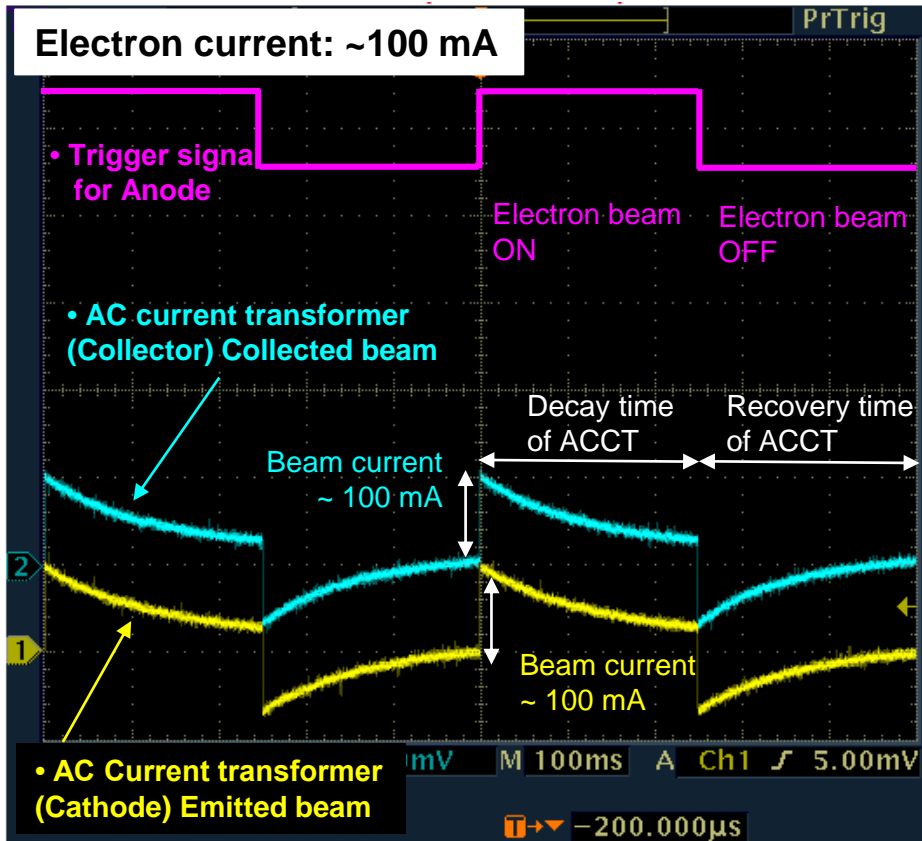 PrTrig
Electron current: ~100 mA
• Trigger signal
for Anode
Electron beam
ON
Electron beam
OFF
• AC current transformer
(Collector) Collected beam
Decay time
of ACCT
Recovery time
of ACCT
Beam current
~ 100 mA
2
1
Beam current
~ 100 mA
• AC Current transformer
(Cathode) Emitted beam
mV M 100ms A Ch1 5.00mV
T −200.000µs